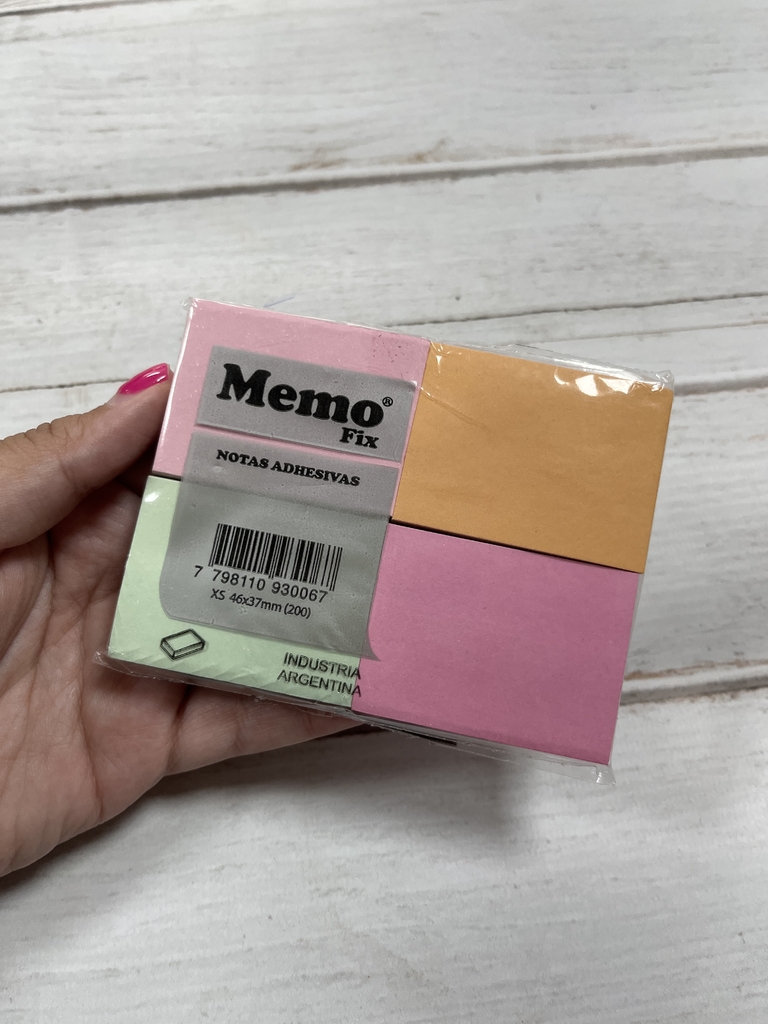 Memo®
Fix
NOTAS ADHESIVAS
7 798110 930067
XS 46x37mm (200)
INDUSTRIA
ARGENTINA